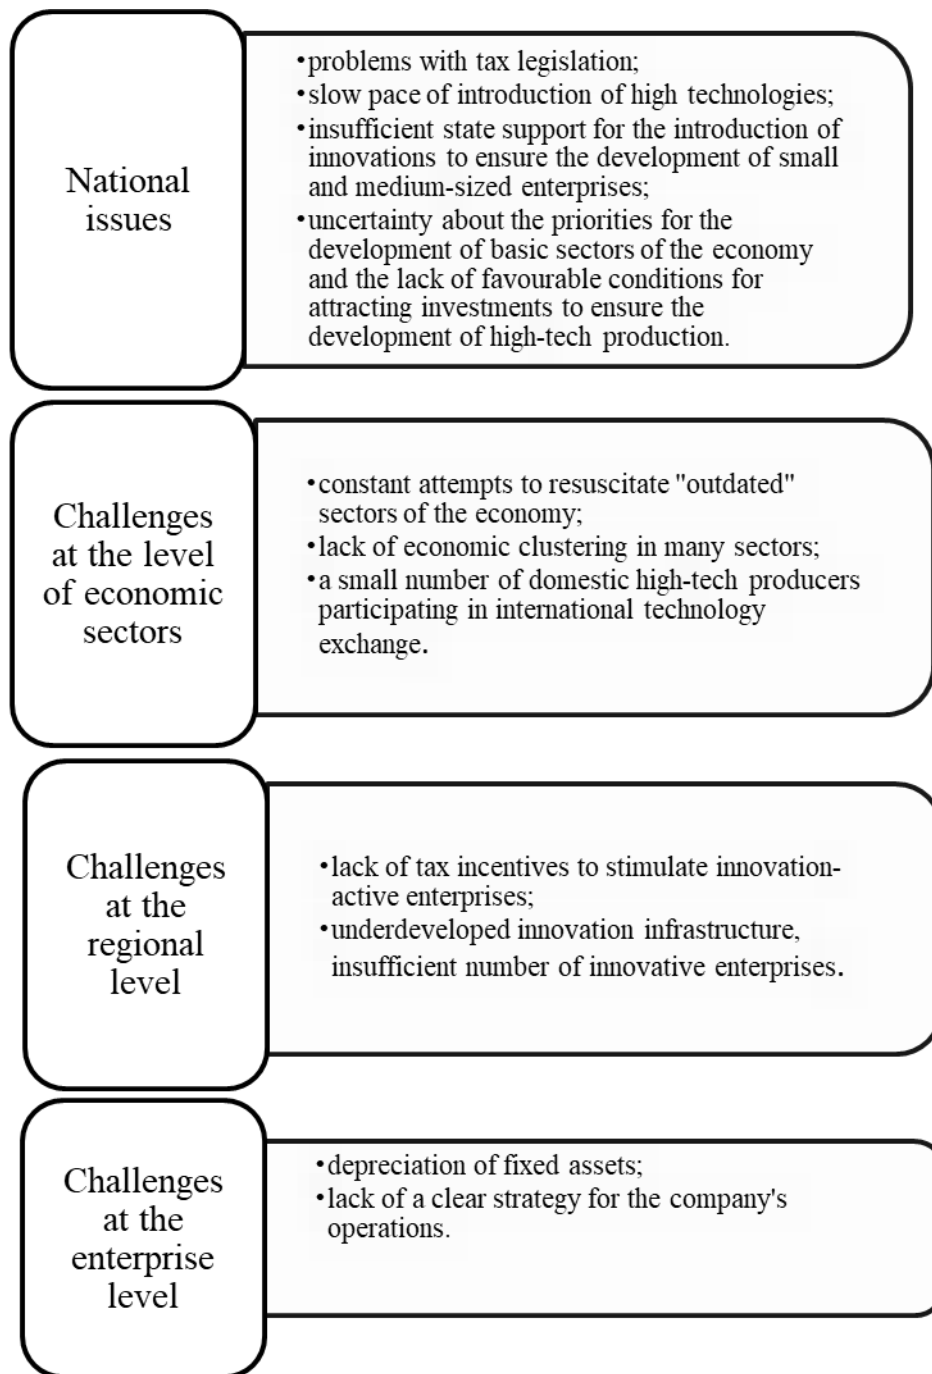 National
issues
•problems with tax legislation;
•slow pace of introduction of high technologies;
•insufficient state support for the introduction of
innovations to ensure the development of small
and medium-sized enterprises;
•uncertainty about the priorities for the
development of basic sectors of the economy
and the lack of favourable conditions for
attracting investments to ensure the
development of high-tech production.
Challenges
at the level
of economic
sectors
•constant attempts to resuscitate "outdated"
sectors of the economy;
•lack of economic clustering in many sectors;
•a small number of domestic high-tech producers
participating in international technology
exchange.
Challenges
at the
regional
level
•lack of tax incentives to stimulate innovation-
active enterprises;
•underdeveloped innovation infrastructure,
insufficient number of innovative enterprises.
Challenges
at the
enterprise
level
•depreciation of fixed assets;
•lack of a clear strategy for the company's
operations.